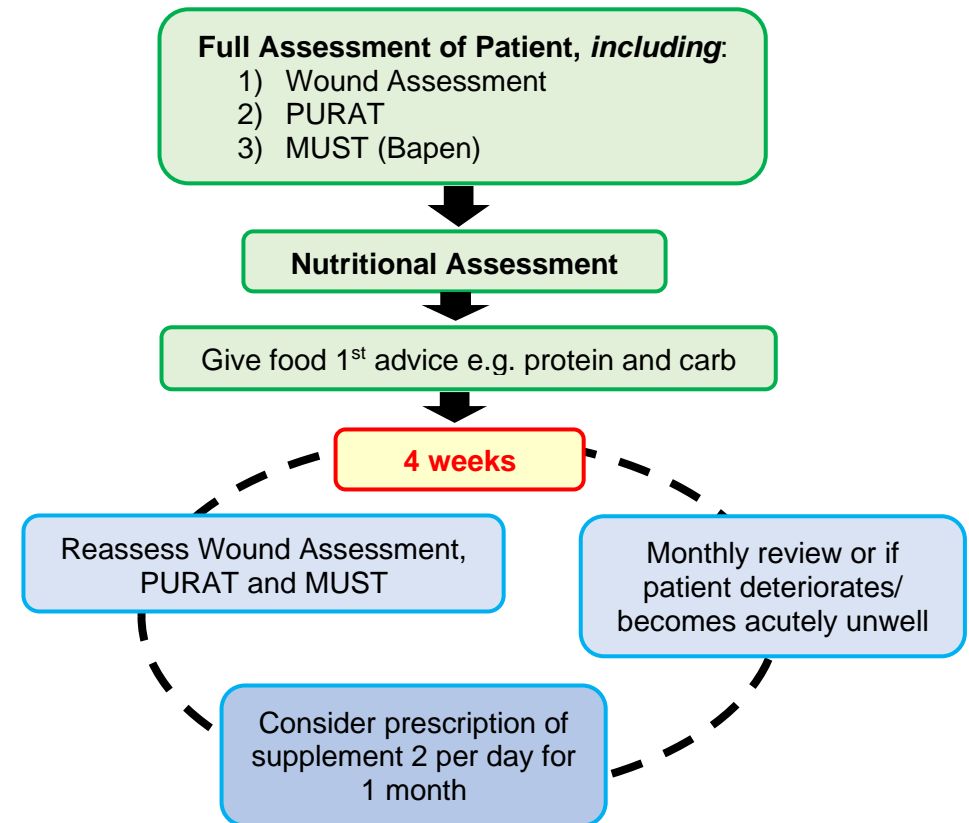 Full Assessment of Patient, including:
1) Wound Assessment
2) PURAT
3) MUST (Bapen)
Nutritional Assessment
Give food 1st advice e.g. protein and carb
4 weeks
Reassess Wound Assessment,
PURAT and MUST
Monthly review or if
patient deteriorates/
becomes acutely unwell
Consider prescription of
supplement 2 per day for
1 month